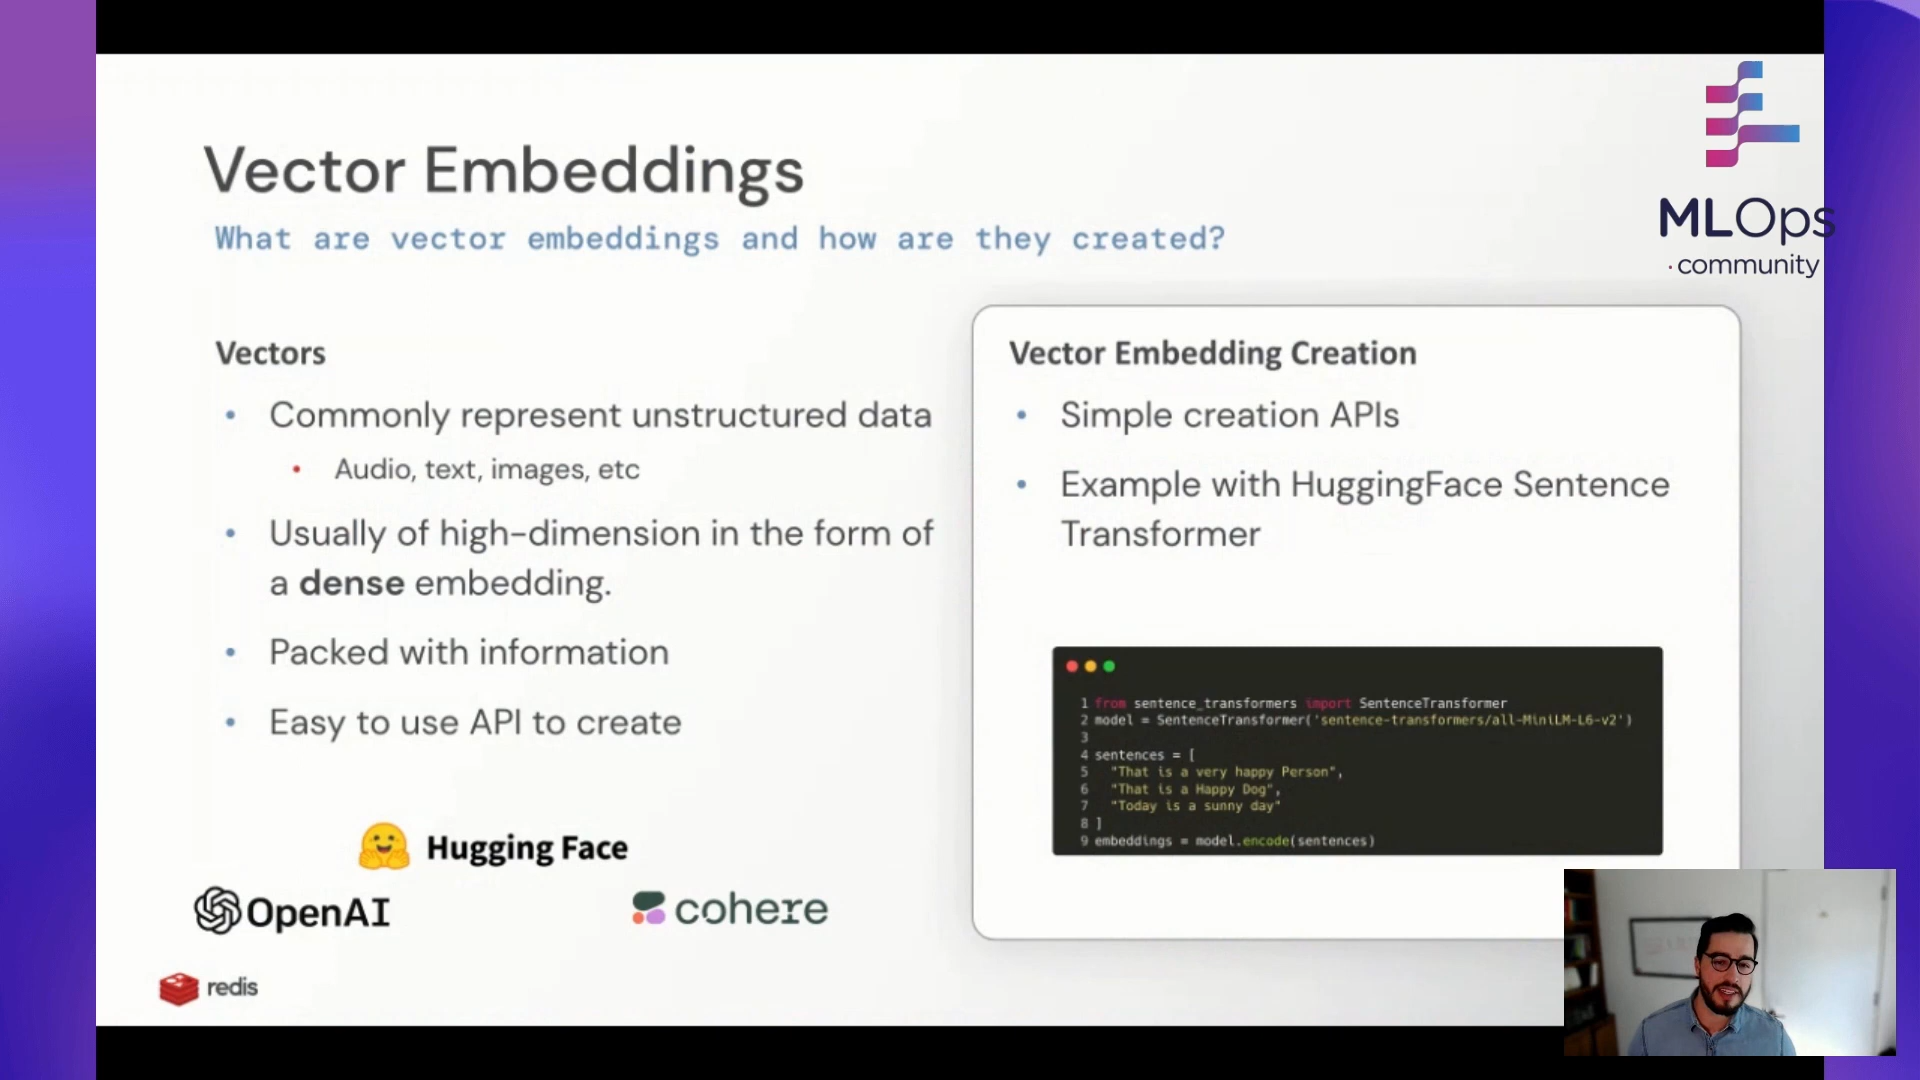 MLOps
community
Vector Embeddings
What are vector embeddings and how are they created?
Vectors
• Commonly represent unstructured data
• Audio, text, images, etc
• Usually of high-dimension in the form of
a dense embedding.
• Packed with information
• Easy to use API to create
Hugging Face
OpenAI
cohere
redis
Vector Embedding Creation
• Simple creation APIs
• Example with HuggingFace Sentence
Transformer
1 from sentence_transformers import SentenceTransformer
2 model = SentenceTransformer('sentence-transformers/all-MiniLM-L6-v2')
3
4 sentences = [
5   "That is a very happy Person",
6   "That is a Happy Dog",
7   "Today is a sunny day"
8 ]
9 embeddings = model.encode(sentences)